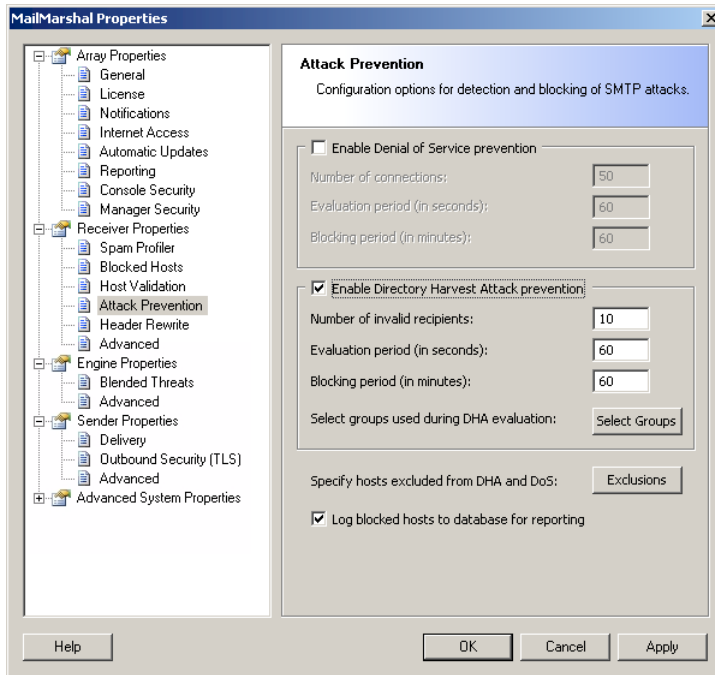 MailMarshal Properties
Array Properties
General
License
Notifications
Internet Access
Automatic Updates
Reporting
Console Security
Manager Security
Receiver Properties
Spam Profiler
Blocked Hosts
Host Validation
Attack Prevention
Header Rewrite
Advanced
Engine Properties
Blended Threats
Advanced
Sender Properties
Delivery
Outbound Security (TLS)
Advanced
Advanced System Properties
Attack Prevention
Configuration options for detection and blocking of SMTP attacks.
Enable Denial of Service prevention
Number of connections: 50
Evaluation period (in seconds): 60
Blocking period (in minutes): 60
Enable Directory Harvest Attack prevention
Number of invalid recipients: 10
Evaluation period (in seconds): 60
Blocking period (in minutes): 60
Select groups used during DHA evaluation: Select Groups
Specify hosts excluded from DHA and DoS: Exclusions
Log blocked hosts to database for reporting
Help OK Cancel Apply